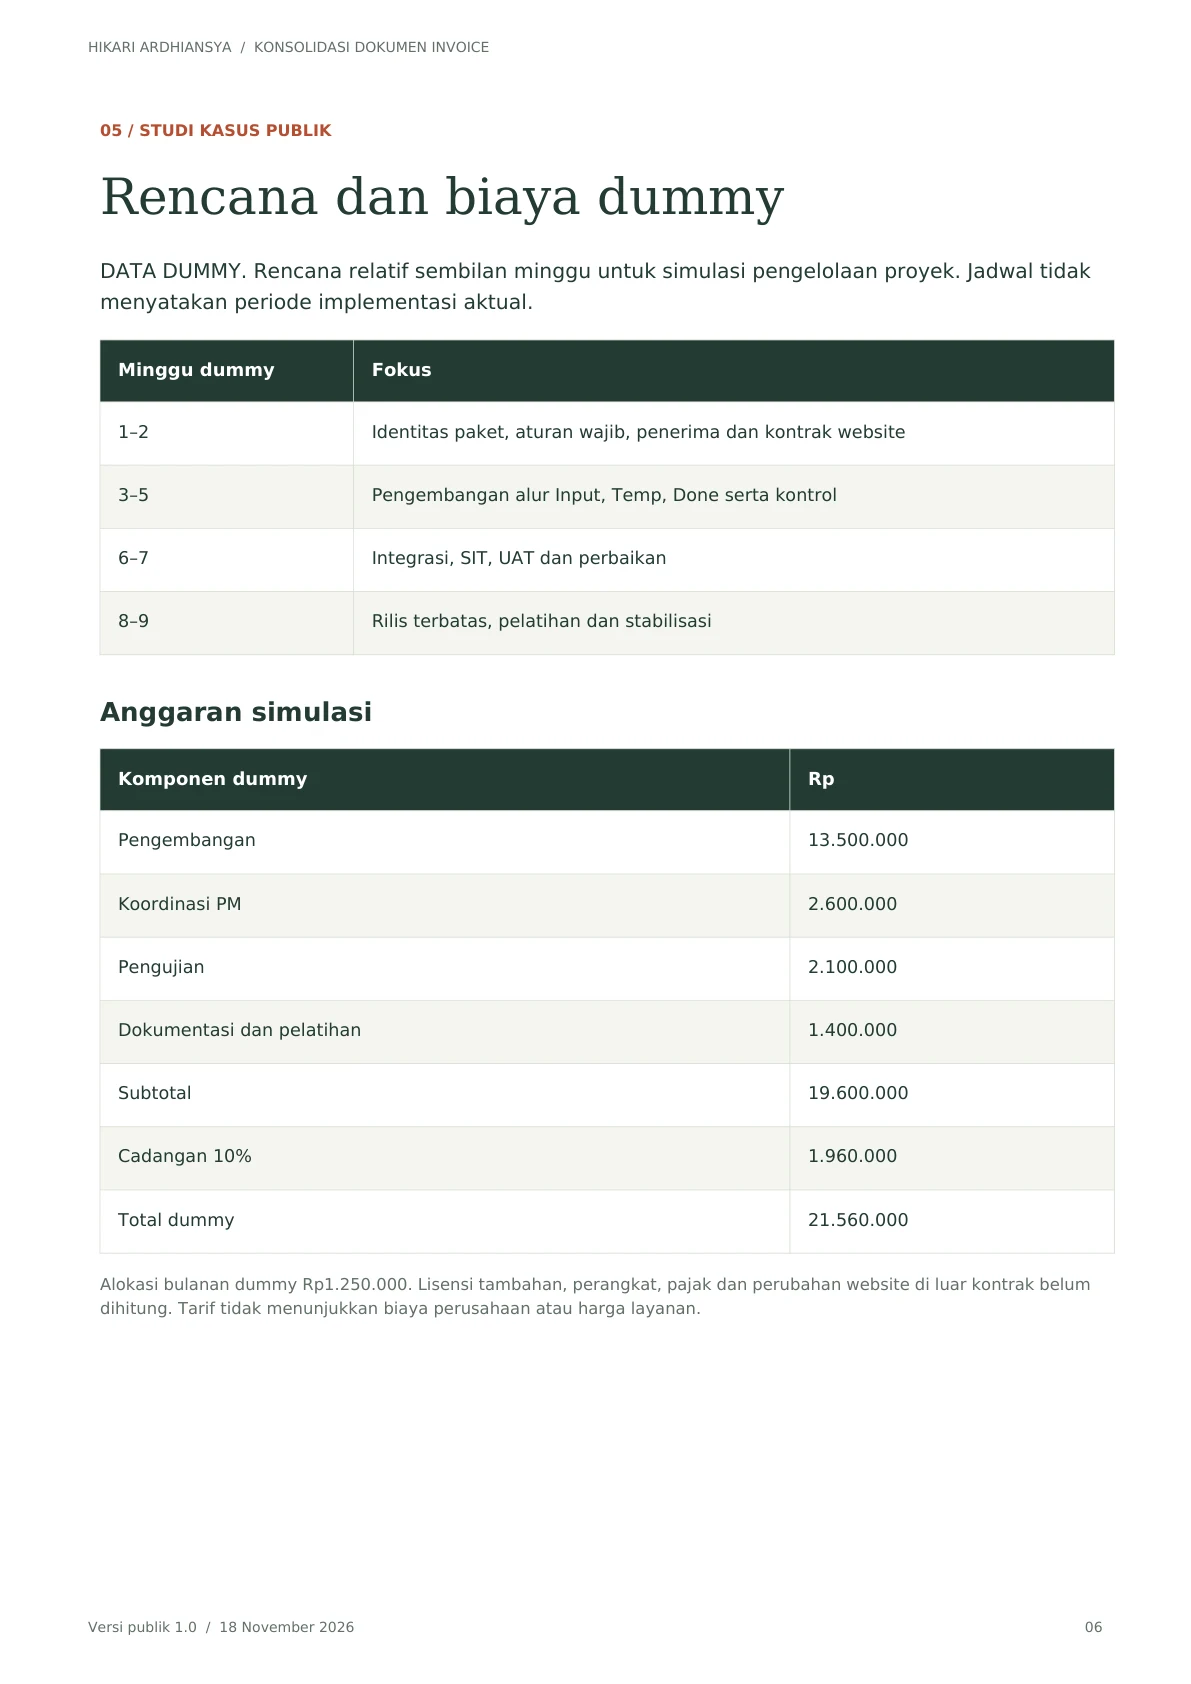 HIKARI ARDHIANSYA / KONSOLIDASI DOKUMEN INVOICE
05 / STUDI KASUS PUBLIK
Rencana dan biaya dummy
DATA DUMMY. Rencana relatif sembilan minggu untuk simulasi pengelolaan proyek. Jadwal tidak
menyatakan periode implementasi aktual.
Minggu dummy Fokus
1–2 Identitas paket, aturan wajib, penerima dan kontrak website
3–5 Pengembangan alur Input, Temp, Done serta kontrol
6–7 Integrasi, SIT, UAT dan perbaikan
8–9 Rilis terbatas, pelatihan dan stabilisasi
Anggaran simulasi
Komponen dummy Rp
Pengembangan 13.500.000
Koordinasi PM 2.600.000
Pengujian 2.100.000
Dokumentasi dan pelatihan 1.400.000
Subtotal 19.600.000
Cadangan 10% 1.960.000
Total dummy 21.560.000
Alokasi bulanan dummy Rp1.250.000. Lisensi tambahan, perangkat, pajak dan perubahan website di luar kontrak belum
dihitung. Tarif tidak menunjukkan biaya perusahaan atau harga layanan.
Versi publik 1.0 / 18 November 2026 06